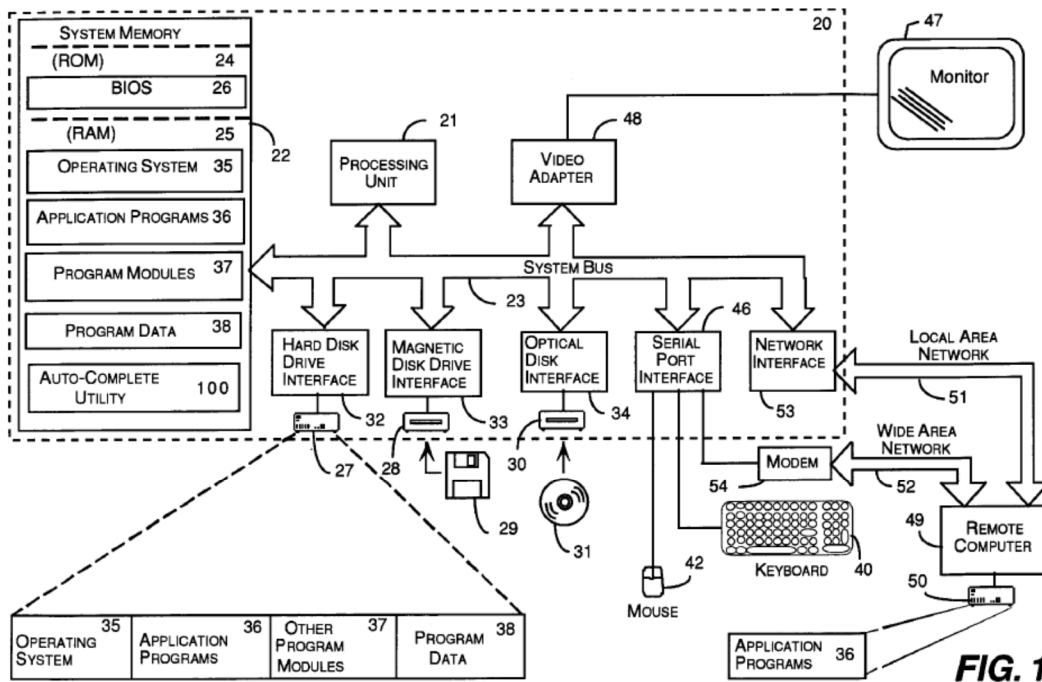 SYSTEM MEMORY
(ROM) 24
BIOS 26
(RAM) 25
22
OPERATING SYSTEM 35
APPLICATION PROGRAMS 36
PROGRAM MODULES 37
PROGRAM DATA 38
AUTO-COMPLETE
UTILITY 100
20
21
PROCESSING
UNIT
48
VIDEO
ADAPTER
47
Monitor
SYSTEM BUS
23
HARD DISK
DRIVE
INTERFACE
32
MAGNETIC
DISK DRIVE
INTERFACE
33
OPTICAL
DISK
INTERFACE
34
46
SERIAL
PORT
INTERFACE
NETWORK
INTERFACE
53
LOCAL AREA
NETWORK
51
27
28
29
30
31
WIDE AREA
NETWORK
52
MODEM
54
KEYBOARD
40
42
MOUSE
49
REMOTE
COMPUTER
50
OPERATING
SYSTEM
35
APPLICATION
PROGRAMS
36
OTHER
PROGRAM
MODULES
37
PROGRAM
DATA
38
APPLICATION
PROGRAMS 36
FIG. 1